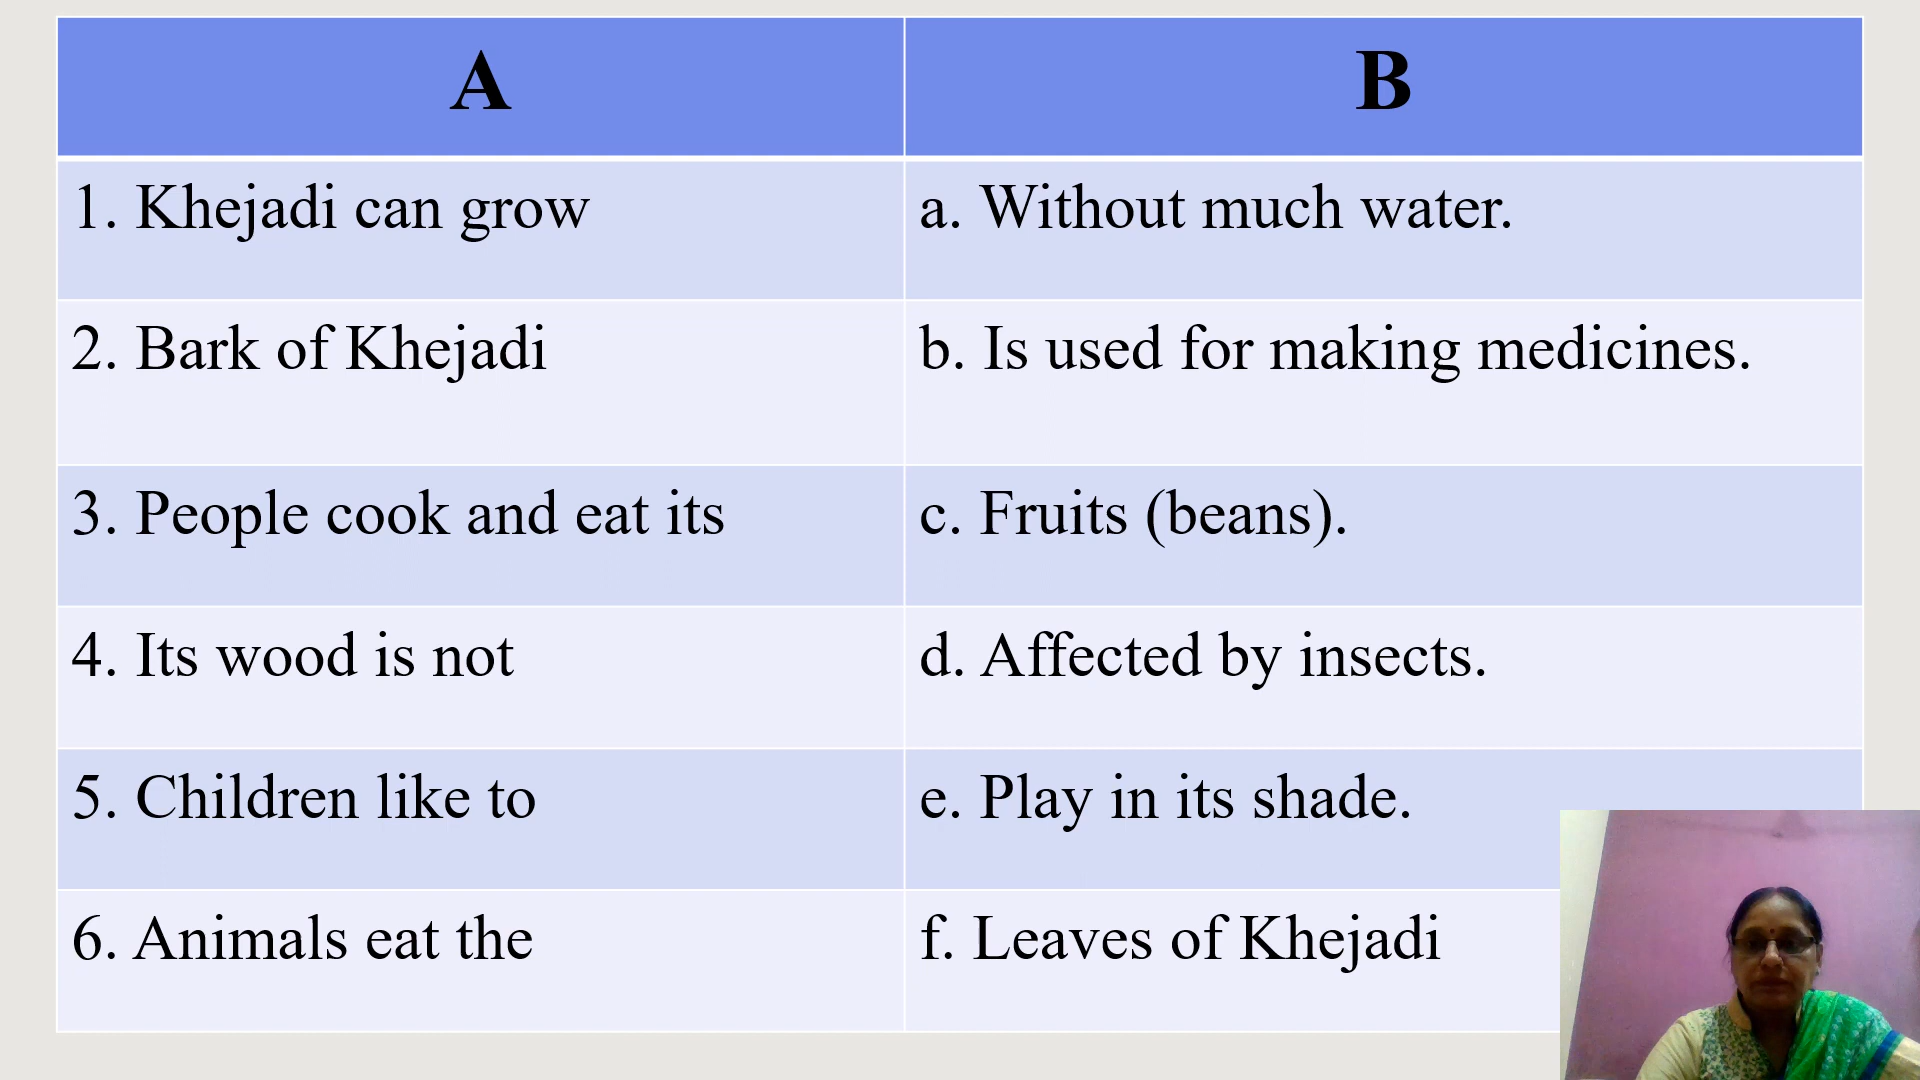 A
B
1. Khejadi can grow
a. Without much water.
2. Bark of Khejadi
b. Is used for making medicines.
3. People cook and eat its
c. Fruits (beans).
4. Its wood is not
d. Affected by insects.
5. Children like to
e. Play in its shade.
6. Animals eat the
f. Leaves of Khejadi